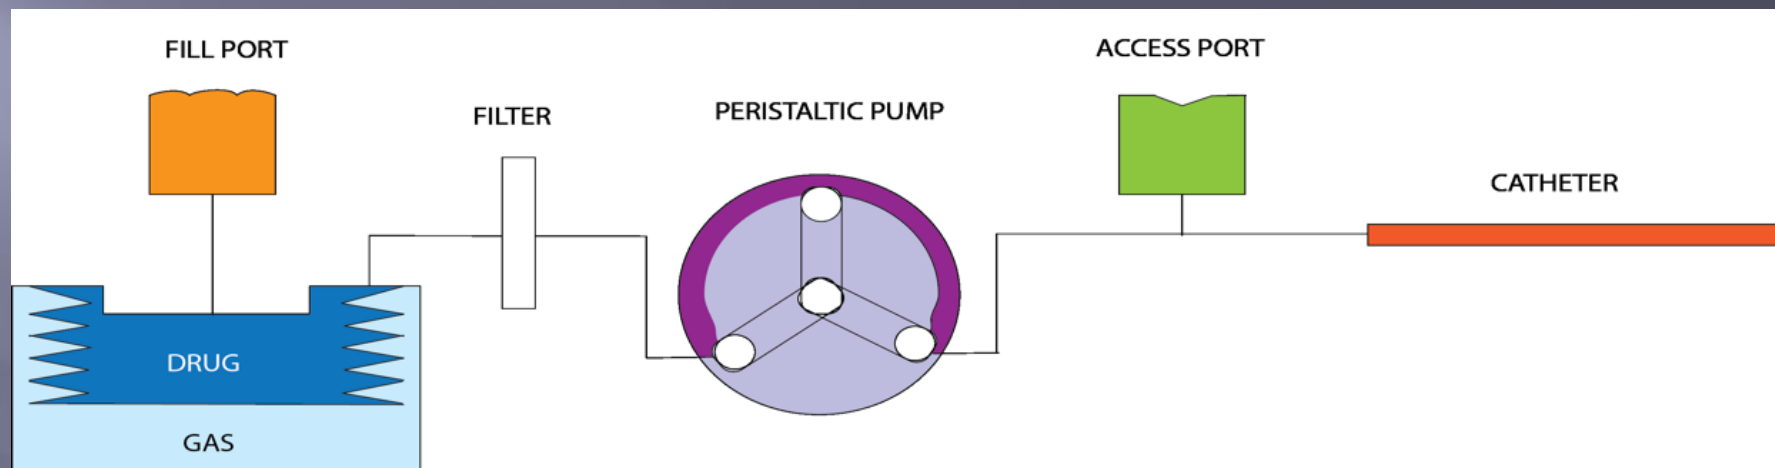 FILL PORT
FILTER
PERISTALTIC PUMP
ACCESS PORT
CATHETER
DRUG
GAS